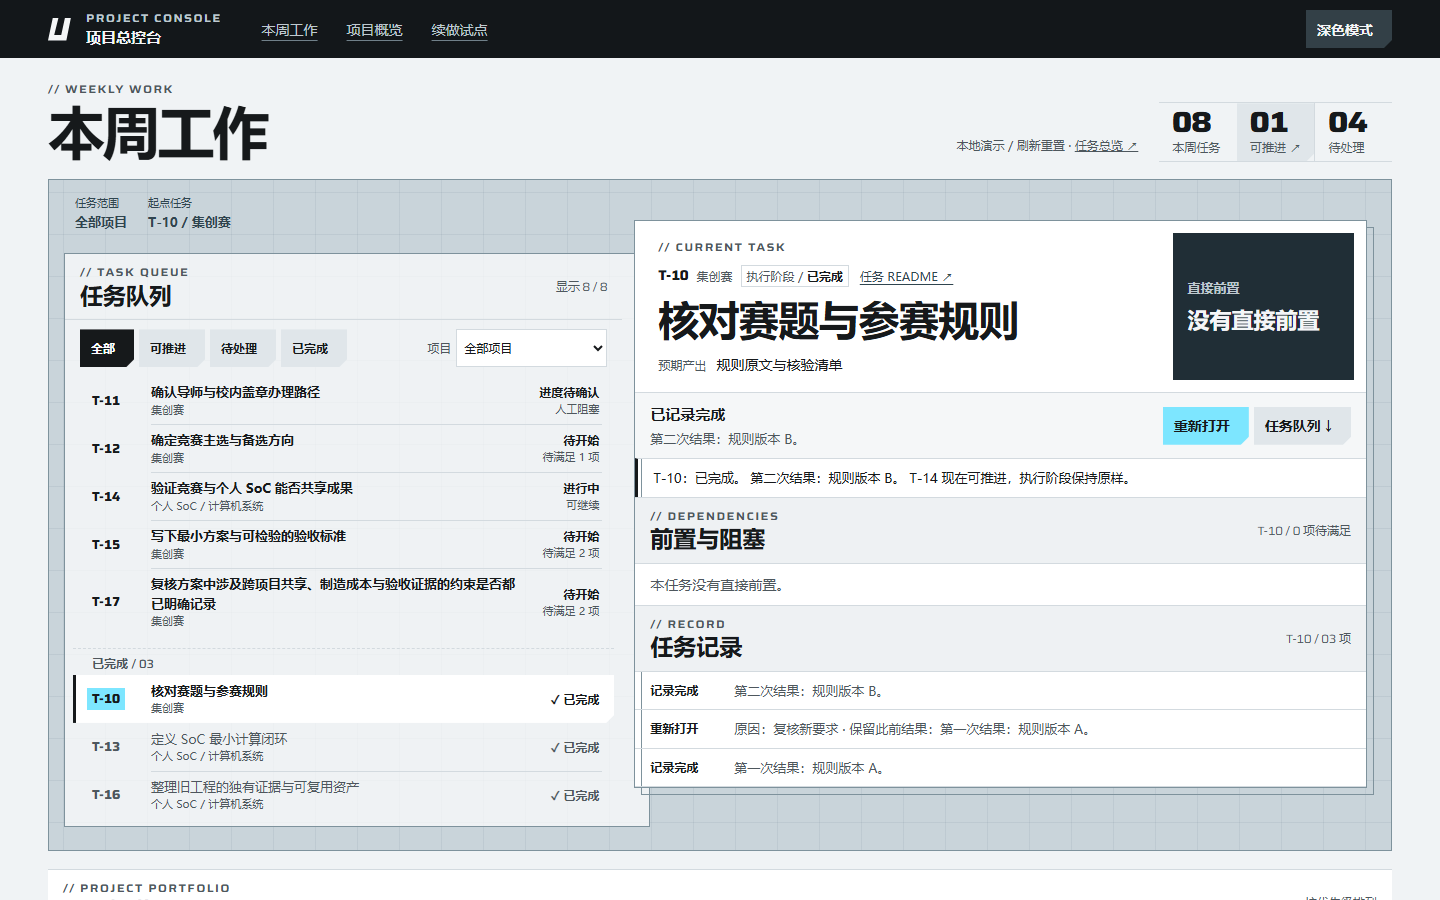 PROJECT CONSOLE
项目总控台
本周工作 项目概览 续做试点
深色模式
// WEEKLY WORK
本周工作
本地演示 / 刷新重置 · 任务总览 ↗
08 本周任务
01 可推进 ↗
04 待处理
任务范围
全部项目
起点任务
T-10 / 集创赛
// TASK QUEUE
任务队列
显示 8 / 8
全部 可推进 待处理 已完成
项目 全部项目
T-11 确认导师与校内盖章办理路径 进度待确认
集创赛 人工阻塞
T-12 确定竞赛主选与备选方向 待开始
集创赛 待满足 1 项
T-14 验证竞赛与个人 SoC 能否共享成果 进行中
个人 SoC / 计算机系统 可继续
T-15 写下最小方案与可检验的验收标准 待开始
集创赛 待满足 2 项
T-17 复核方案中涉及跨项目共享、制造成本与验收证据的约束是否都
已明确记录 待开始
集创赛 待满足 2 项
已完成 / 03
T-10 核对赛题与参赛规则 ✓ 已完成
集创赛
T-13 定义 SoC 最小计算闭环 ✓ 已完成
个人 SoC / 计算机系统
T-16 整理旧工程的独有证据与可复用资产 ✓ 已完成
个人 SoC / 计算机系统
// CURRENT TASK
T-10 集创赛 执行阶段 / 已完成 任务 README ↗
核对赛题与参赛规则
预期产出 规则原文与核验清单
直接前置
没有直接前置
已记录完成
第二次结果：规则版本 B。
重新打开 任务队列 ↓
T-10：已完成。 第二次结果：规则版本 B。 T-14 现在可推进，执行阶段保持原样。
// DEPENDENCIES
前置与阻塞
T-10 / 0 项待满足
本任务没有直接前置。
// RECORD
任务记录
T-10 / 03 项
记录完成 第二次结果：规则版本 B。
重新打开 原因：复核新要求 · 保留此前结果：第一次结果：规则版本 A。
记录完成 第一次结果：规则版本 A。
// PROJECT PORTFOLIO